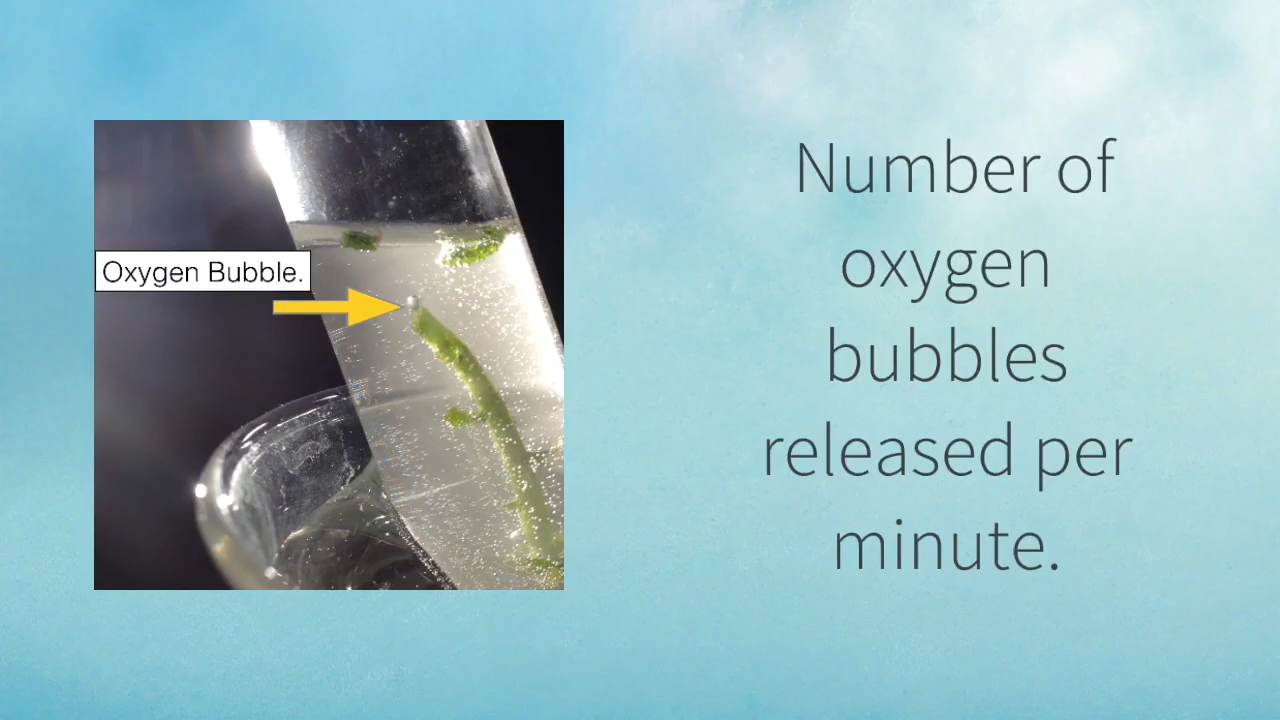 Oxygen Bubble.
Number of
oxygen
bubbles
released per
minute.